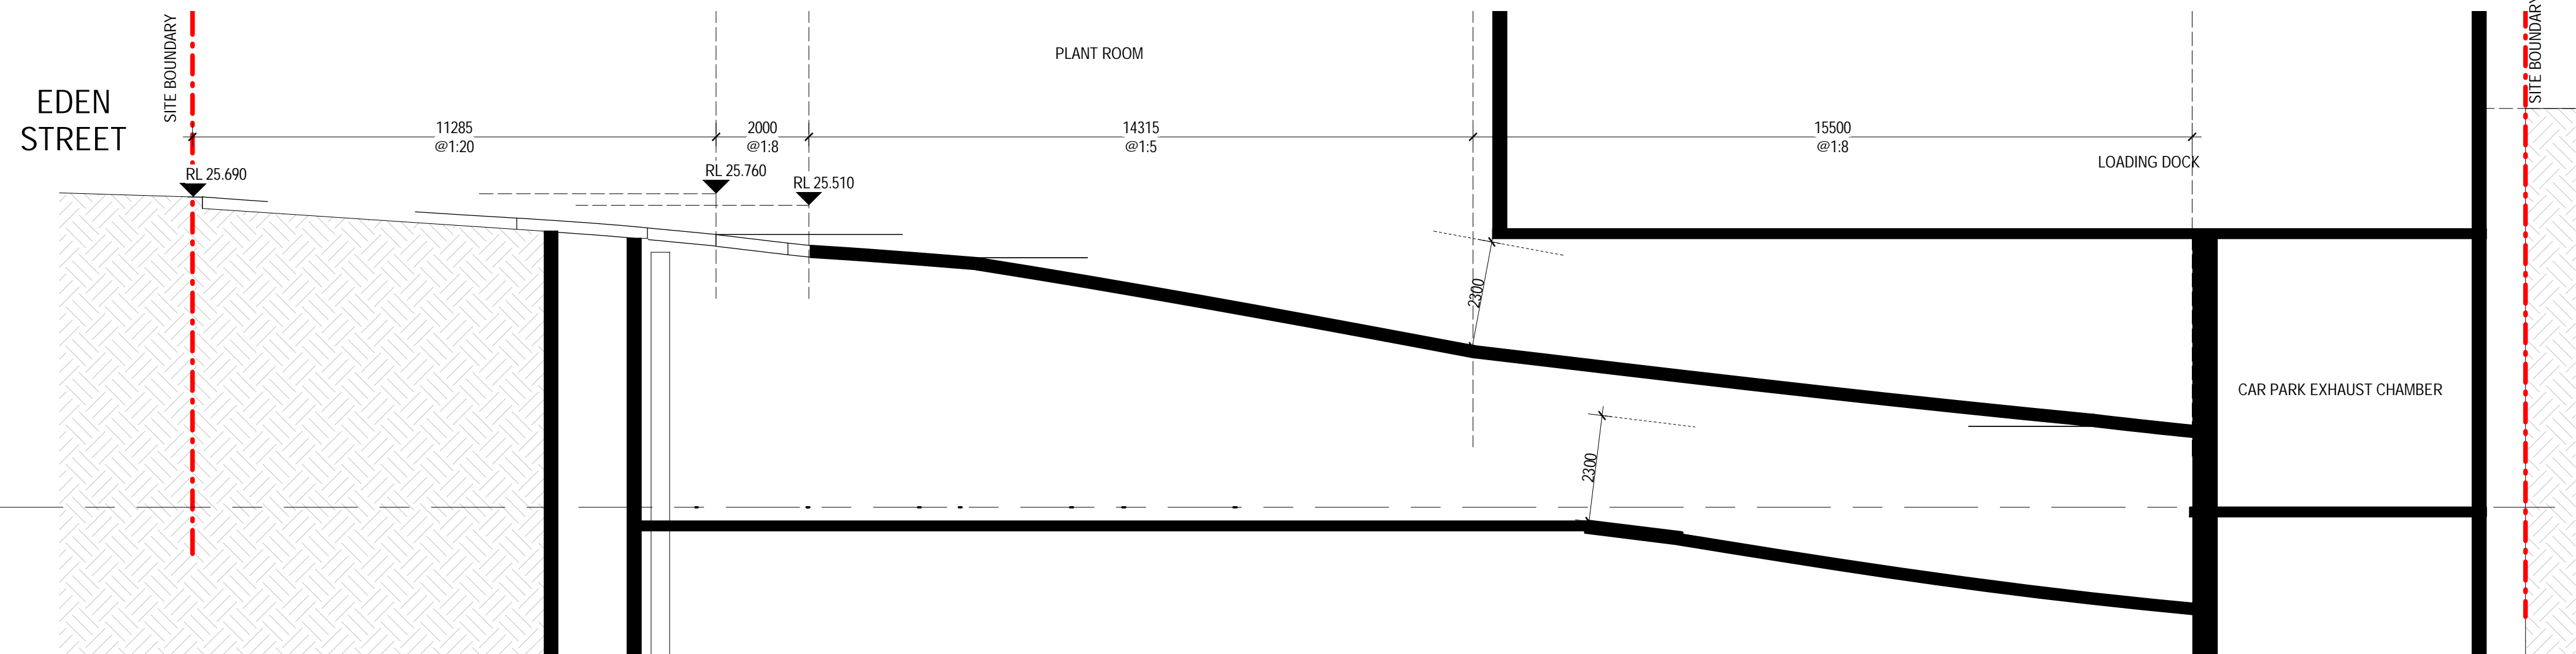 SITE BOUNDARY
SITE BOUNDARY
PLANT ROOM
EDEN
STREET
11285
@1:20
2000
@1:8
14315
@1:5
15500
@1:8
LOADING DOCK
RL 25.690
RL 25.760
RL 25.510
2300
CAR PARK EXHAUST CHAMBER
2300